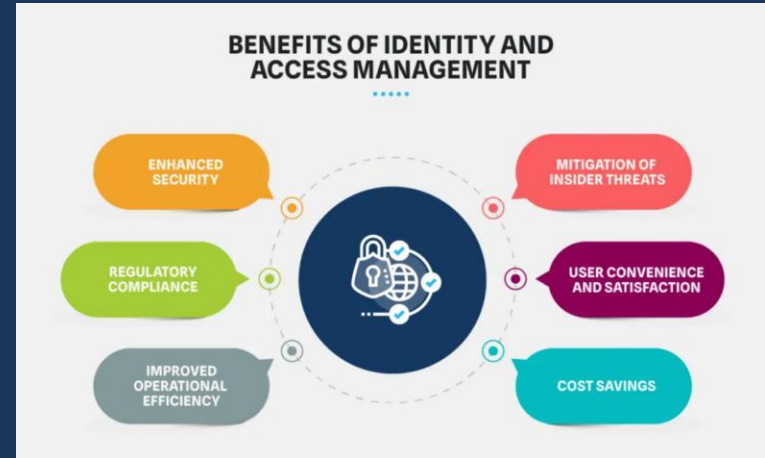 BENEFITS OF IDENTITY AND
ACCESS MANAGEMENT
ENHANCED
SECURITY
REGULATORY
COMPLIANCE
IMPROVED
OPERATIONAL
EFFICIENCY
MITIGATION OF
INSIDER THREATS
USER CONVENIENCE
AND SATISFACTION
COST SAVINGS